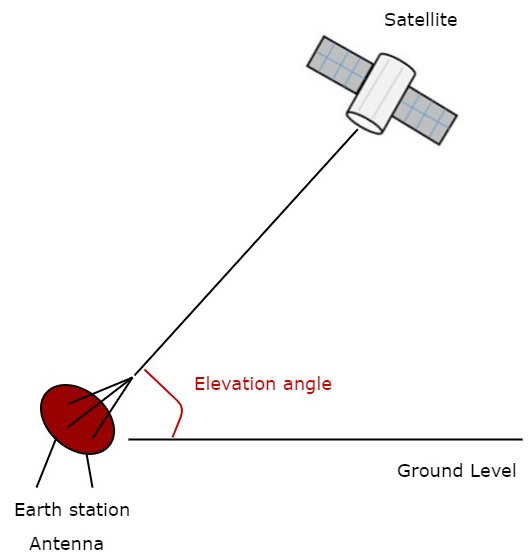 Satellite
Elevation angle
Ground Level
Earth station
Antenna